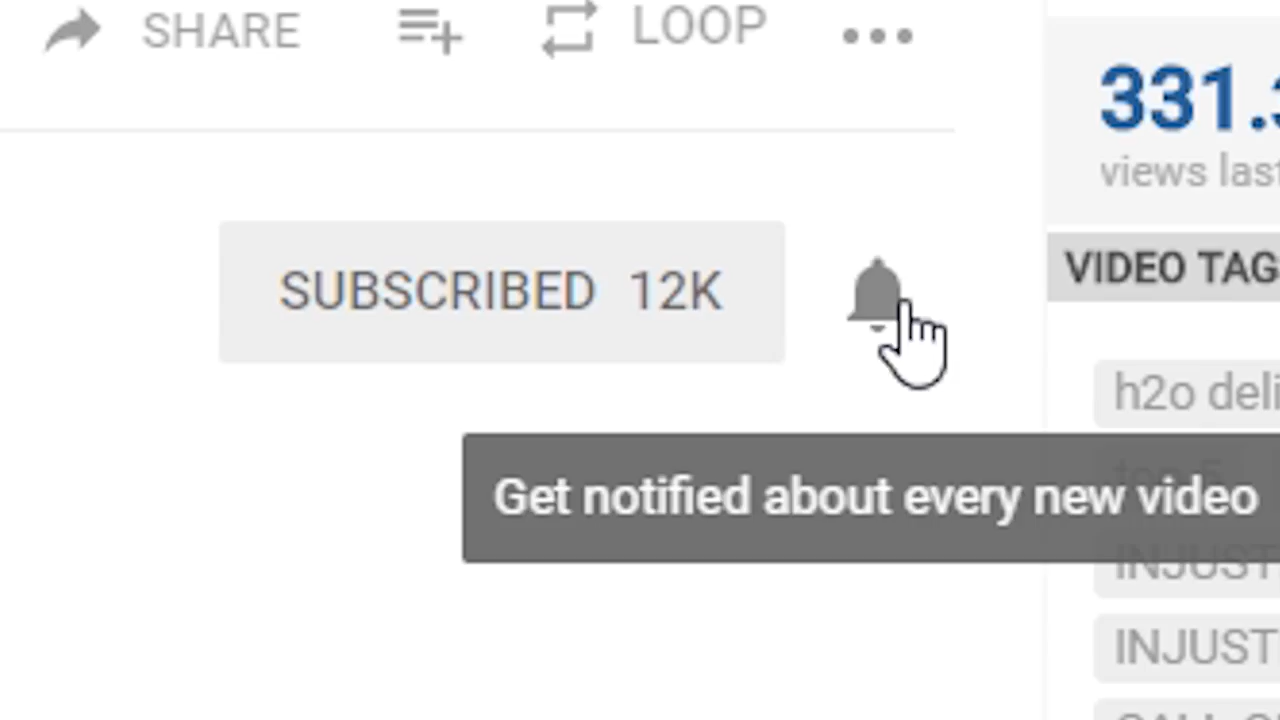 SHARE
LOOP
331.3
views last
SUBSCRIBED 12K
VIDEO TAG
h2o deli
Get notified about every new video
INJUST
INJUST